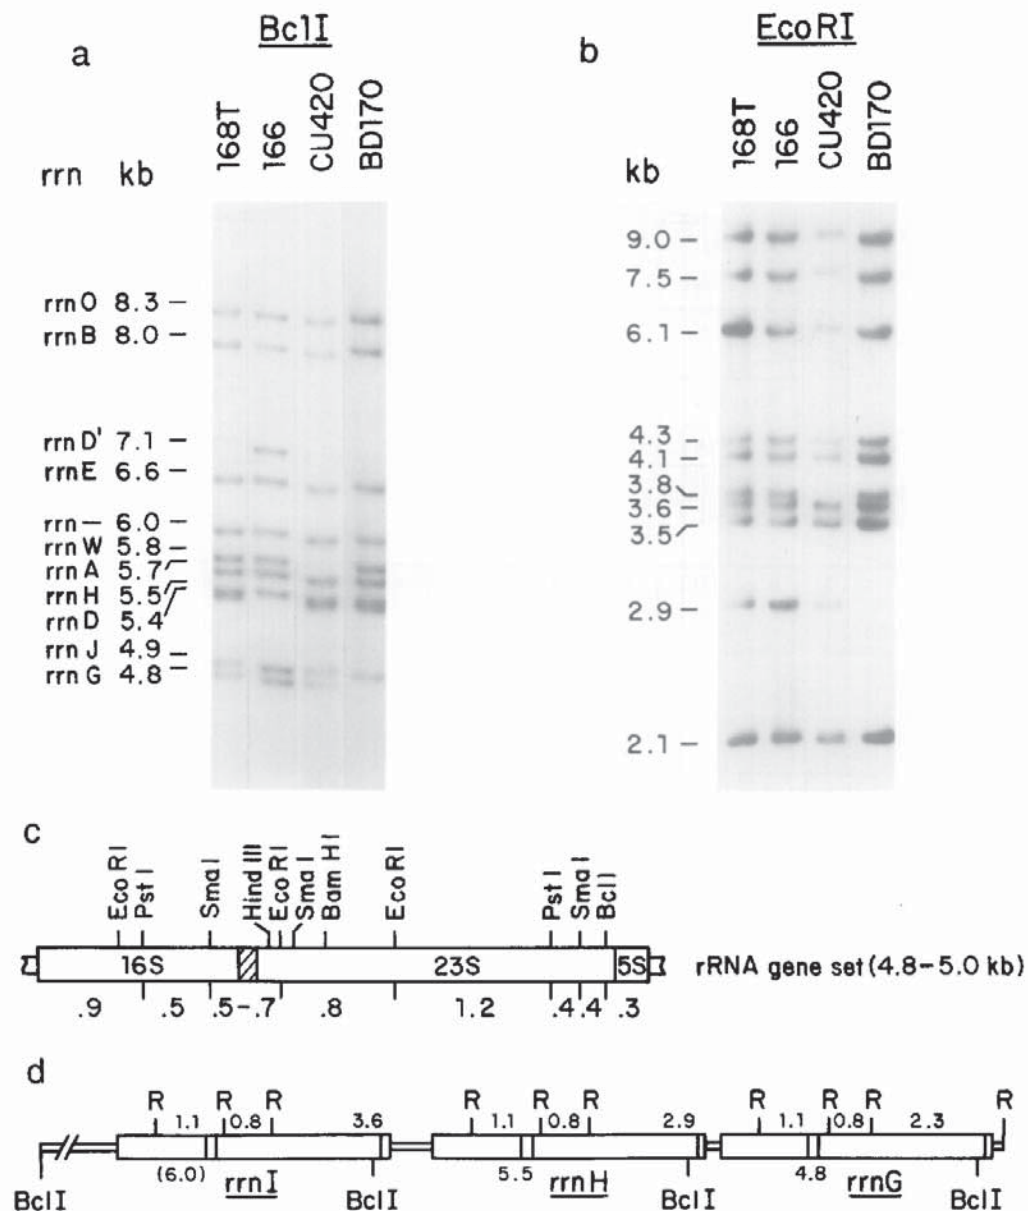 a
BclI
168T
166
CU420
BD170
rrn kb
rrnO 8.3
rrnB 8.0
rrnD' 7.1
rrnE 6.6
rrn— 6.0
rrnW 5.8
rrnA 5.7
rrnH 5.5
rrnD 5.4
rrnJ 4.9
rrnG 4.8
b
EcoRI
168T
166
CU420
BD170
kb
9.0
7.5
6.1
4.3
4.1
3.8
3.6
3.5
2.9
2.1
c
EcoRI
PstI
SmaI
HindIII
EcoRI
SmaI
BamHI
EcoRI
PstI
SmaI
BclI
16S 23S 5S rRNA gene set (4.8-5.0 kb)
.9 .5 .5-.7 .8 1.2 .4 .4 .3
d
R R R R R R R R R R
1.1 0.8 3.6 1.1 0.8 2.9 1.1 0.8 2.3
(6.0) rrnI 5.5 rrnH 4.8 rrnG
BclI BclI BclI BclI